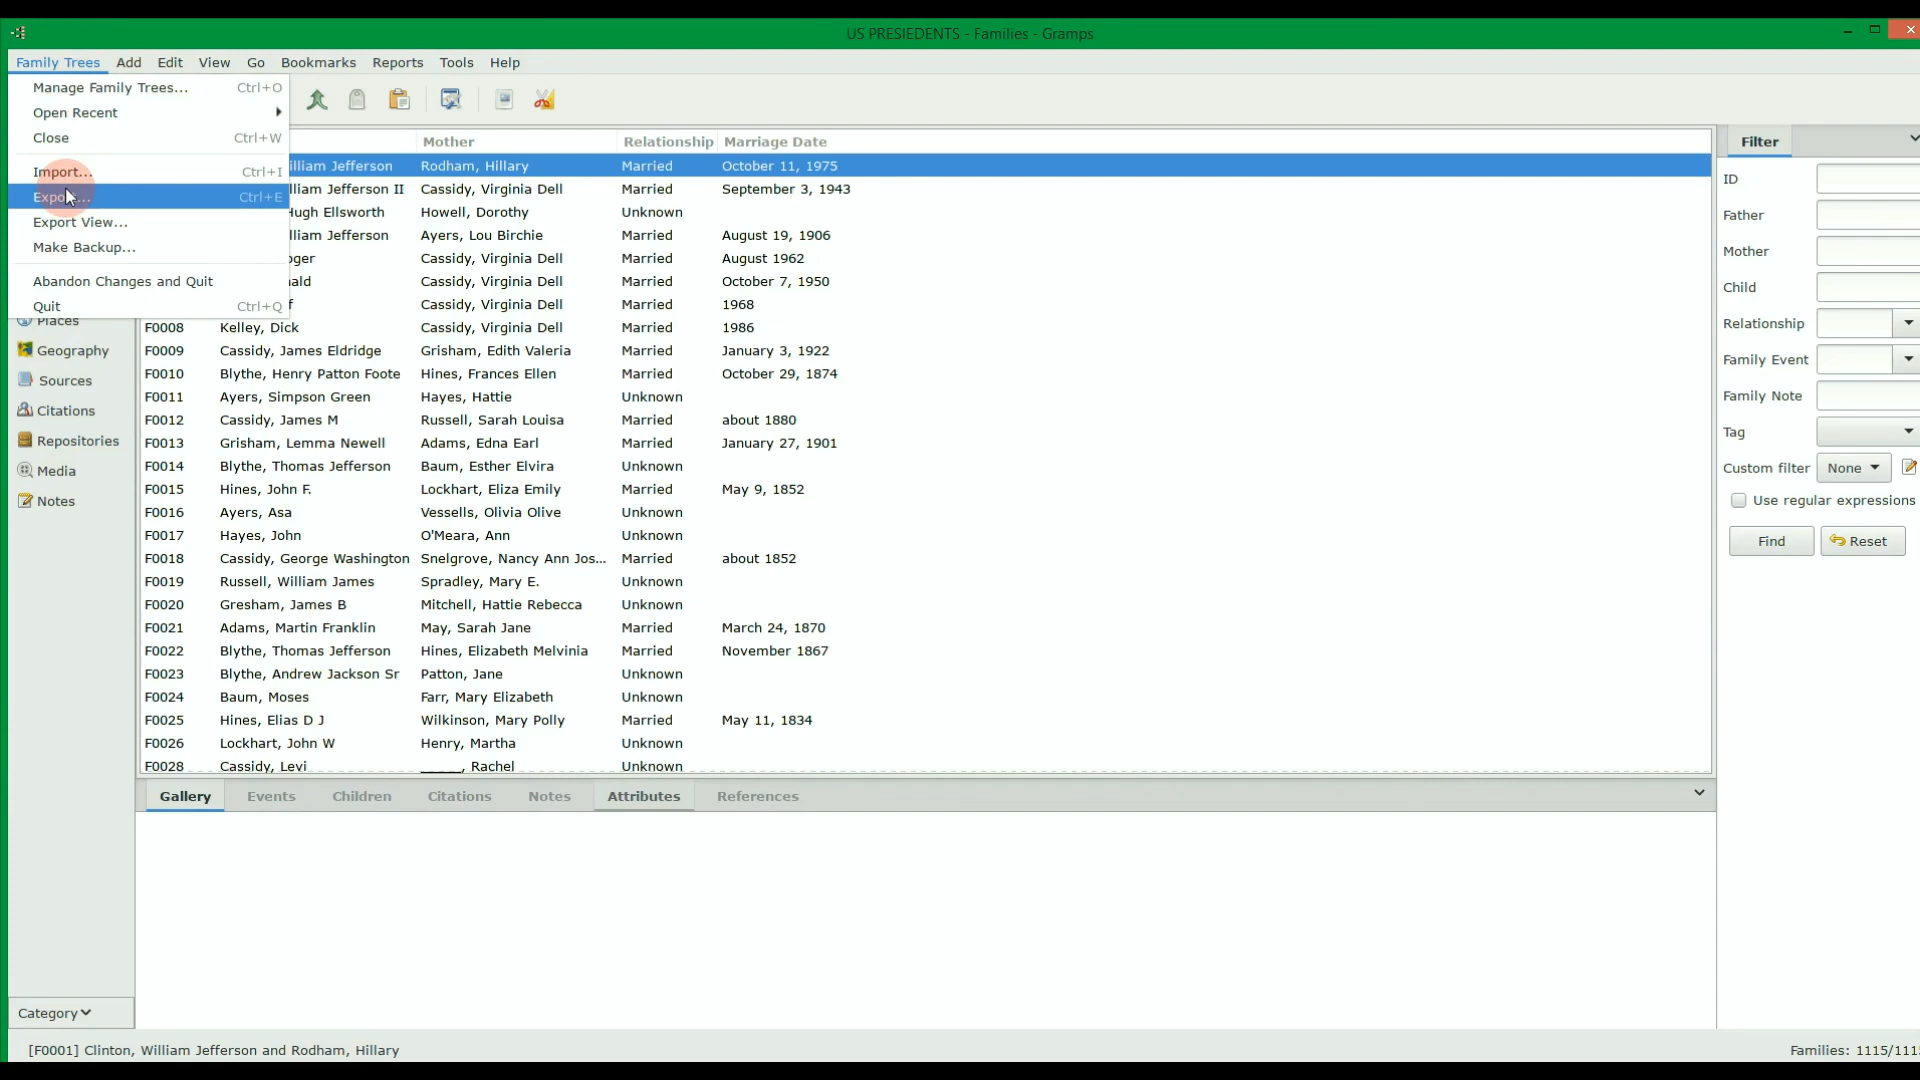 US PRESIEDENTS - Families - Gramps
Family Trees Add Edit View Go Bookmarks Reports Tools Help
Manage Family Trees... Ctrl+O
Open Recent
Close Ctrl+W
Import... Ctrl+I
Ctrl+E
Export View...
Make Backup...
Abandon Changes and Quit
Quit Ctrl+Q
Places
Geography
Sources
Citations
Repositories
Media
Notes
Category
Mother Relationship Marriage Date
illiam Jefferson Rodham, Hillary Married October 11, 1975
lliam Jefferson II Cassidy, Virginia Dell Married September 3, 1943
Hugh Ellsworth Howell, Dorothy Unknown
lliam Jefferson Ayers, Lou Birchie Married August 19, 1906
oger Cassidy, Virginia Dell Married August 1962
ald Cassidy, Virginia Dell Married October 7, 1950
f Cassidy, Virginia Dell Married 1968
F0008 Kelley, Dick Cassidy, Virginia Dell Married 1986
F0009 Cassidy, James Eldridge Grisham, Edith Valeria Married January 3, 1922
F0010 Blythe, Henry Patton Foote Hines, Frances Ellen Married October 29, 1874
F0011 Ayers, Simpson Green Hayes, Hattie Unknown
F0012 Cassidy, James M Russell, Sarah Louisa Married about 1880
F0013 Grisham, Lemma Newell Adams, Edna Earl Married January 27, 1901
F0014 Blythe, Thomas Jefferson Baum, Esther Elvira Unknown
F0015 Hines, John F. Lockhart, Eliza Emily Married May 9, 1852
F0016 Ayers, Asa Vessells, Olivia Olive Unknown
F0017 Hayes, John O'Meara, Ann Unknown
F0018 Cassidy, George Washington Snelgrove, Nancy Ann Jos... Married about 1852
F0019 Russell, William James Spradley, Mary E. Unknown
F0020 Gresham, James B Mitchell, Hattie Rebecca Unknown
F0021 Adams, Martin Franklin May, Sarah Jane Married March 24, 1870
F0022 Blythe, Thomas Jefferson Hines, Elizabeth Melvinia Married November 1867
F0023 Blythe, Andrew Jackson Sr Patton, Jane Unknown
F0024 Baum, Moses Farr, Mary Elizabeth Unknown
F0025 Hines, Elias D J Wilkinson, Mary Polly Married May 11, 1834
F0026 Lockhart, John W Henry, Martha Unknown
F0028 Cassidy, Levi _____, Rachel Unknown
Gallery Events Children Citations Notes Attributes References
Filter
ID
Father
Mother
Child
Relationship
Family Event
Family Note
Tag
Custom filter None
Use regular expressions
Find Reset
[F0001] Clinton, William Jefferson and Rodham, Hillary
Families: 1115/111